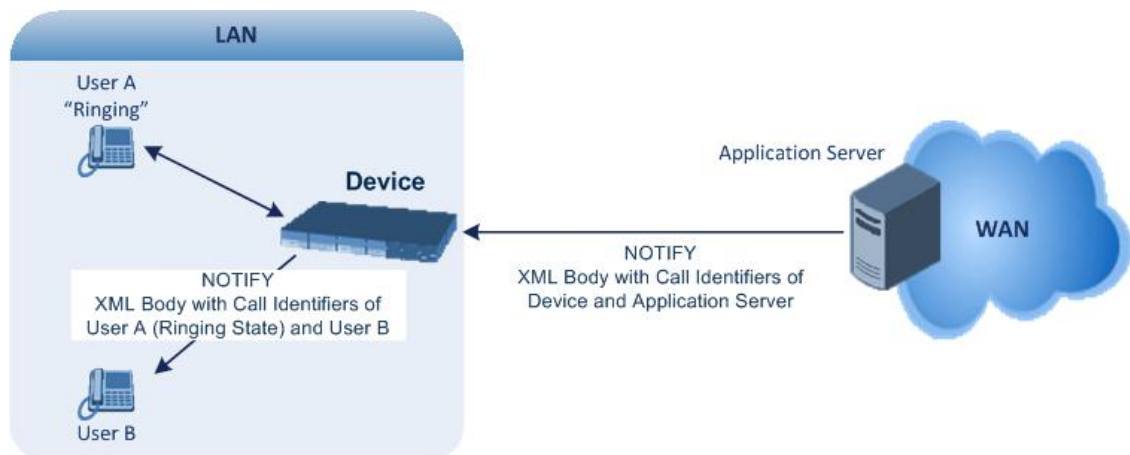 LAN
User A
“Ringing”
Device
Application Server
WAN
NOTIFY
XML Body with Call Identifiers of
Device and Application Server
NOTIFY
XML Body with Call Identifiers of
User A (Ringing State) and User B
User B